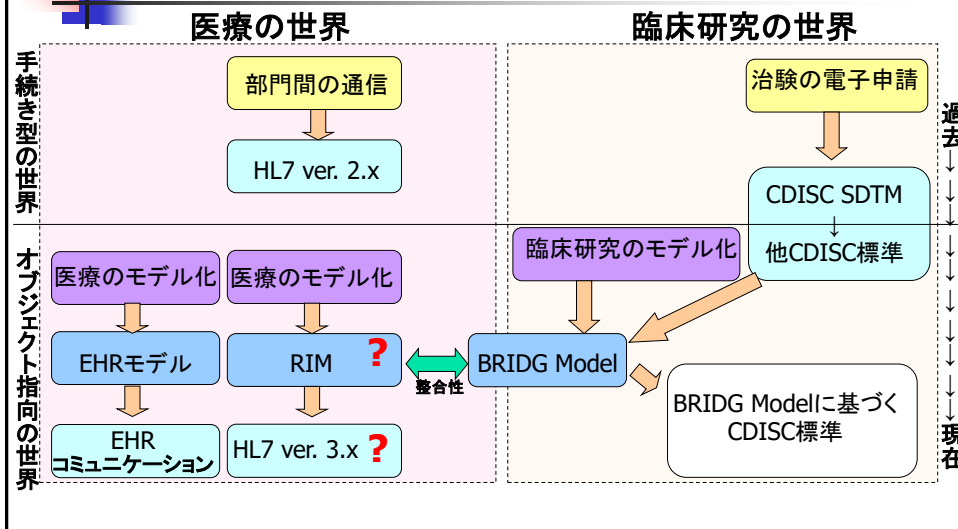 医療の世界
臨床研究の世界
手続き型の世界
部門間の通信
HL7 ver. 2.x
治験の電子申請
CDISC SDTM
↓
他CDISC標準
過去→→→→→→→→→→現在
オブジェクト指向の世界
医療のモデル化
医療のモデル化
臨床研究のモデル化
EHRモデル
RIM ?
整合性
BRIDG Model
EHR
コミュニケーション
HL7 ver. 3.x ?
BRIDG Modelに基づく
CDISC標準